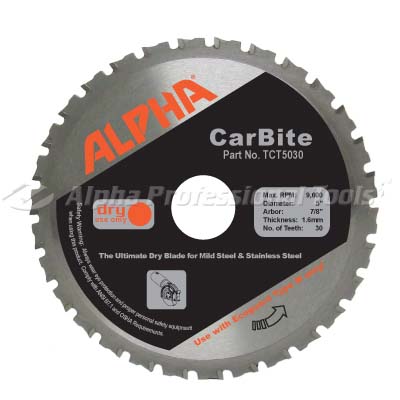 ALPHA
CarBite
Part No. TCT5030
Max. RPM: 9,000
Diameter: 5"
Arbor: 7/8"
Thickness: 1.6mm
No. of Teeth: 30
dry
use only
The Ultimate Dry Blade for Mild Steel & Stainless Steel
Safety Warning: Always wear eye protection and proper personal safety equipment
when using this product. Complies with ANSI B7.1 and OSHA Requirements.
Use with Ecogloss
Alpha Professional Tools